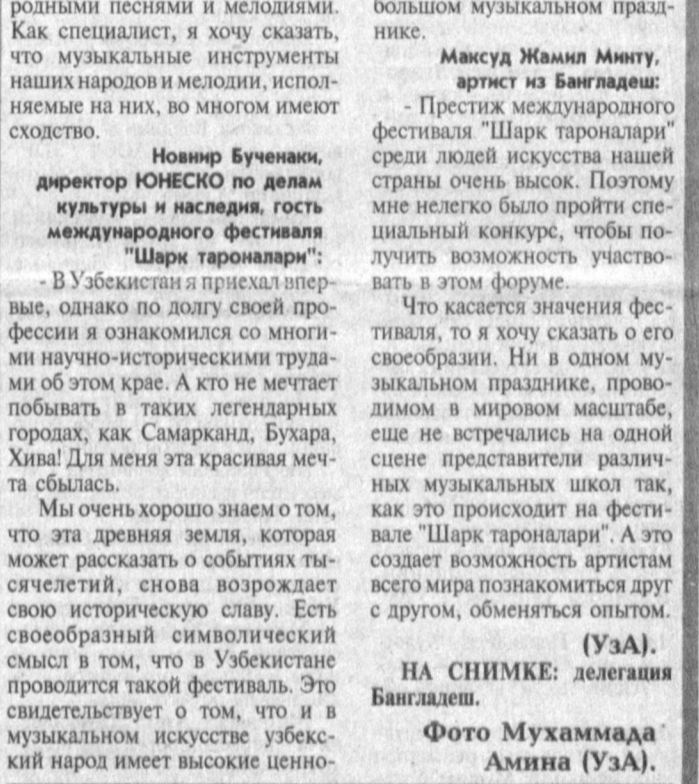 родными песнями и мелодиями.
Как специалист, я хочу сказать,
что музыкальные инструменты
наших народов и мелодии, испол-
няемые на них, во многом имеют
сходство.
Новнир Бученаки,
директор ЮНЕСКО по делам
культуры и наследия, гость
международного фестиваля
"Шарк тароналари":
- В Узбекистан я приехал впер-
вые, однако по долгу своей про-
фессии я ознакомился со многи-
ми научно-историческими труда-
ми об этом крае. А кто не мечтает
побывать в таких легендарных
городах, как Самарканд, Бухара,
Хива! Для меня эта красивая меч-
та сбылась.
Мы очень хорошо знаем о том,
что эта древняя земля, которая
может рассказать о событиях ты-
сячелетий, снова возрождает
свою историческую славу. Есть
своеобразный символический
смысл в том, что в Узбекистане
проводится такой фестиваль. Это
свидетельствует о том, что и в
музыкальном искусстве узбекс-
кий народ имеет высокие ценно-
большом музыкальном празд-
нике.
Максуд Жамил Минту,
артист из Бангладеш:
- Престиж международного
фестиваля "Шарк тароналари"
среди людей искусства нашей
страны очень высок. Поэтому
мне нелегко было пройти спе-
циальный конкурс, чтобы по-
лучить возможность участво-
вать в этом форуме.
Что касается значения фес-
тиваля, то я хочу сказать о его
своеобразии. Ни в одном му-
зыкальном празднике, прово-
димом в мировом масштабе,
еще не встречались на одной
сцене представители различ-
ных музыкальных школ так,
как это происходит на фести-
вале "Шарк тароналари". А это
создает возможность артистам
всего мира познакомиться друг
с другом, обменяться опытом.
(УзА).
НА СНИМКЕ: делегация
Бангладеш.
Фото Мухаммада
Амина (УзА).